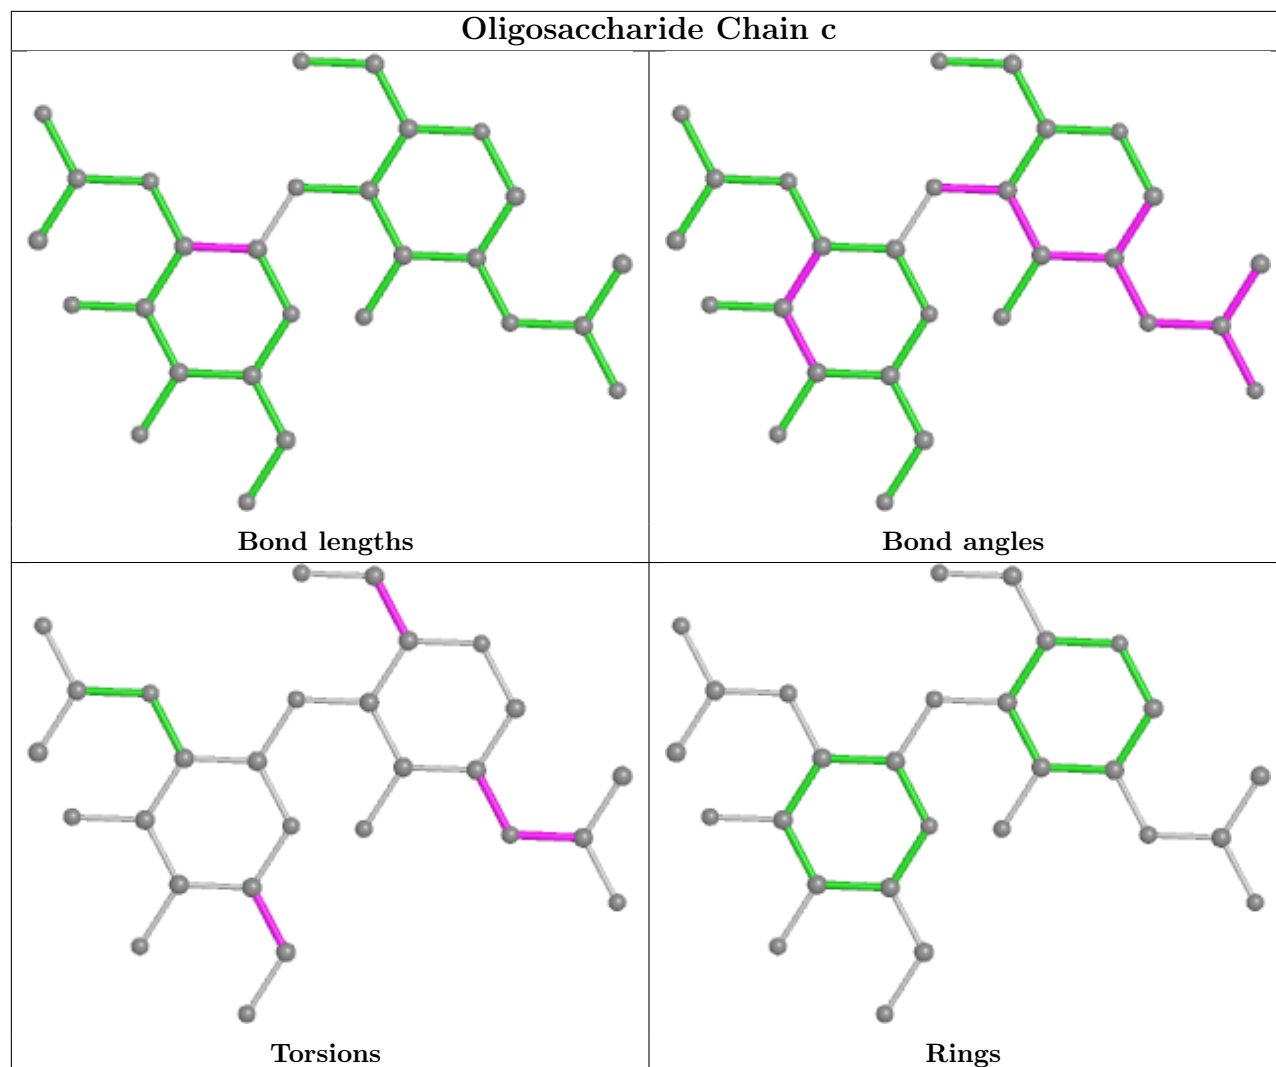 Oligosaccharide Chain c
Bond lengths
Bond angles
Torsions
Rings